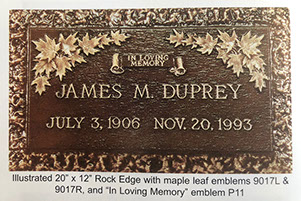 IN LOVING
MEMORY
JAMES M. DUPREY
JULY 3, 1906 NOV. 20, 1993
Illustrated 20" x 12" Rock Edge with maple leaf emblems 9017L &
9017R, and "In Loving Memory" emblem P11